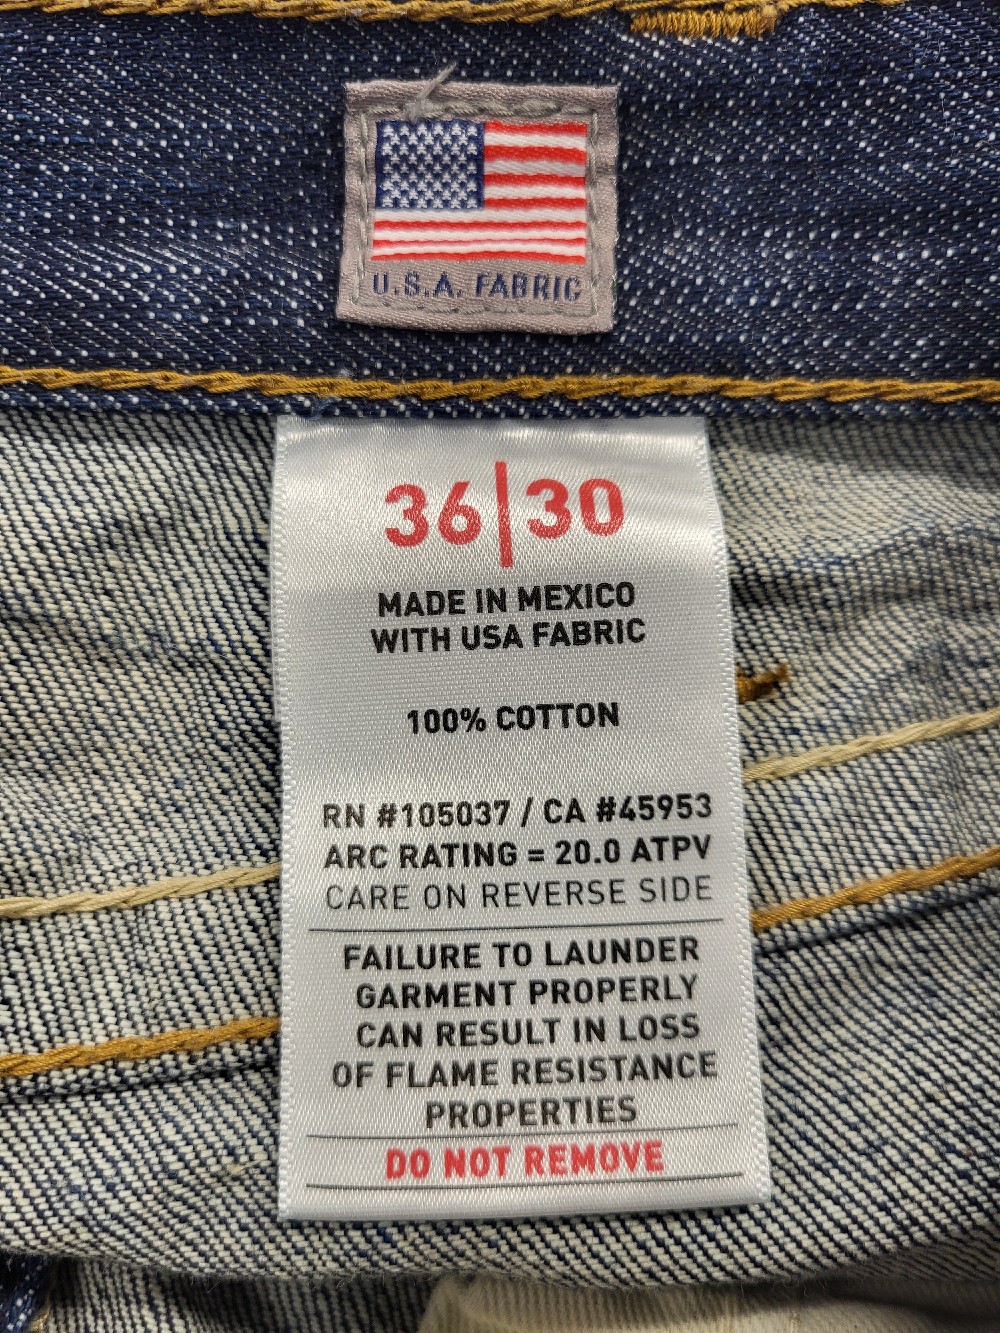 U.S.A. FABRIC
36|30
MADE IN MEXICO
WITH USA FABRIC
100% COTTON
RN #105037 / CA #45953
ARC RATING = 20.0 ATPV
CARE ON REVERSE SIDE
FAILURE TO LAUNDER
GARMENT PROPERLY
CAN RESULT IN LOSS
OF FLAME RESISTANCE
PROPERTIES
DO NOT REMOVE